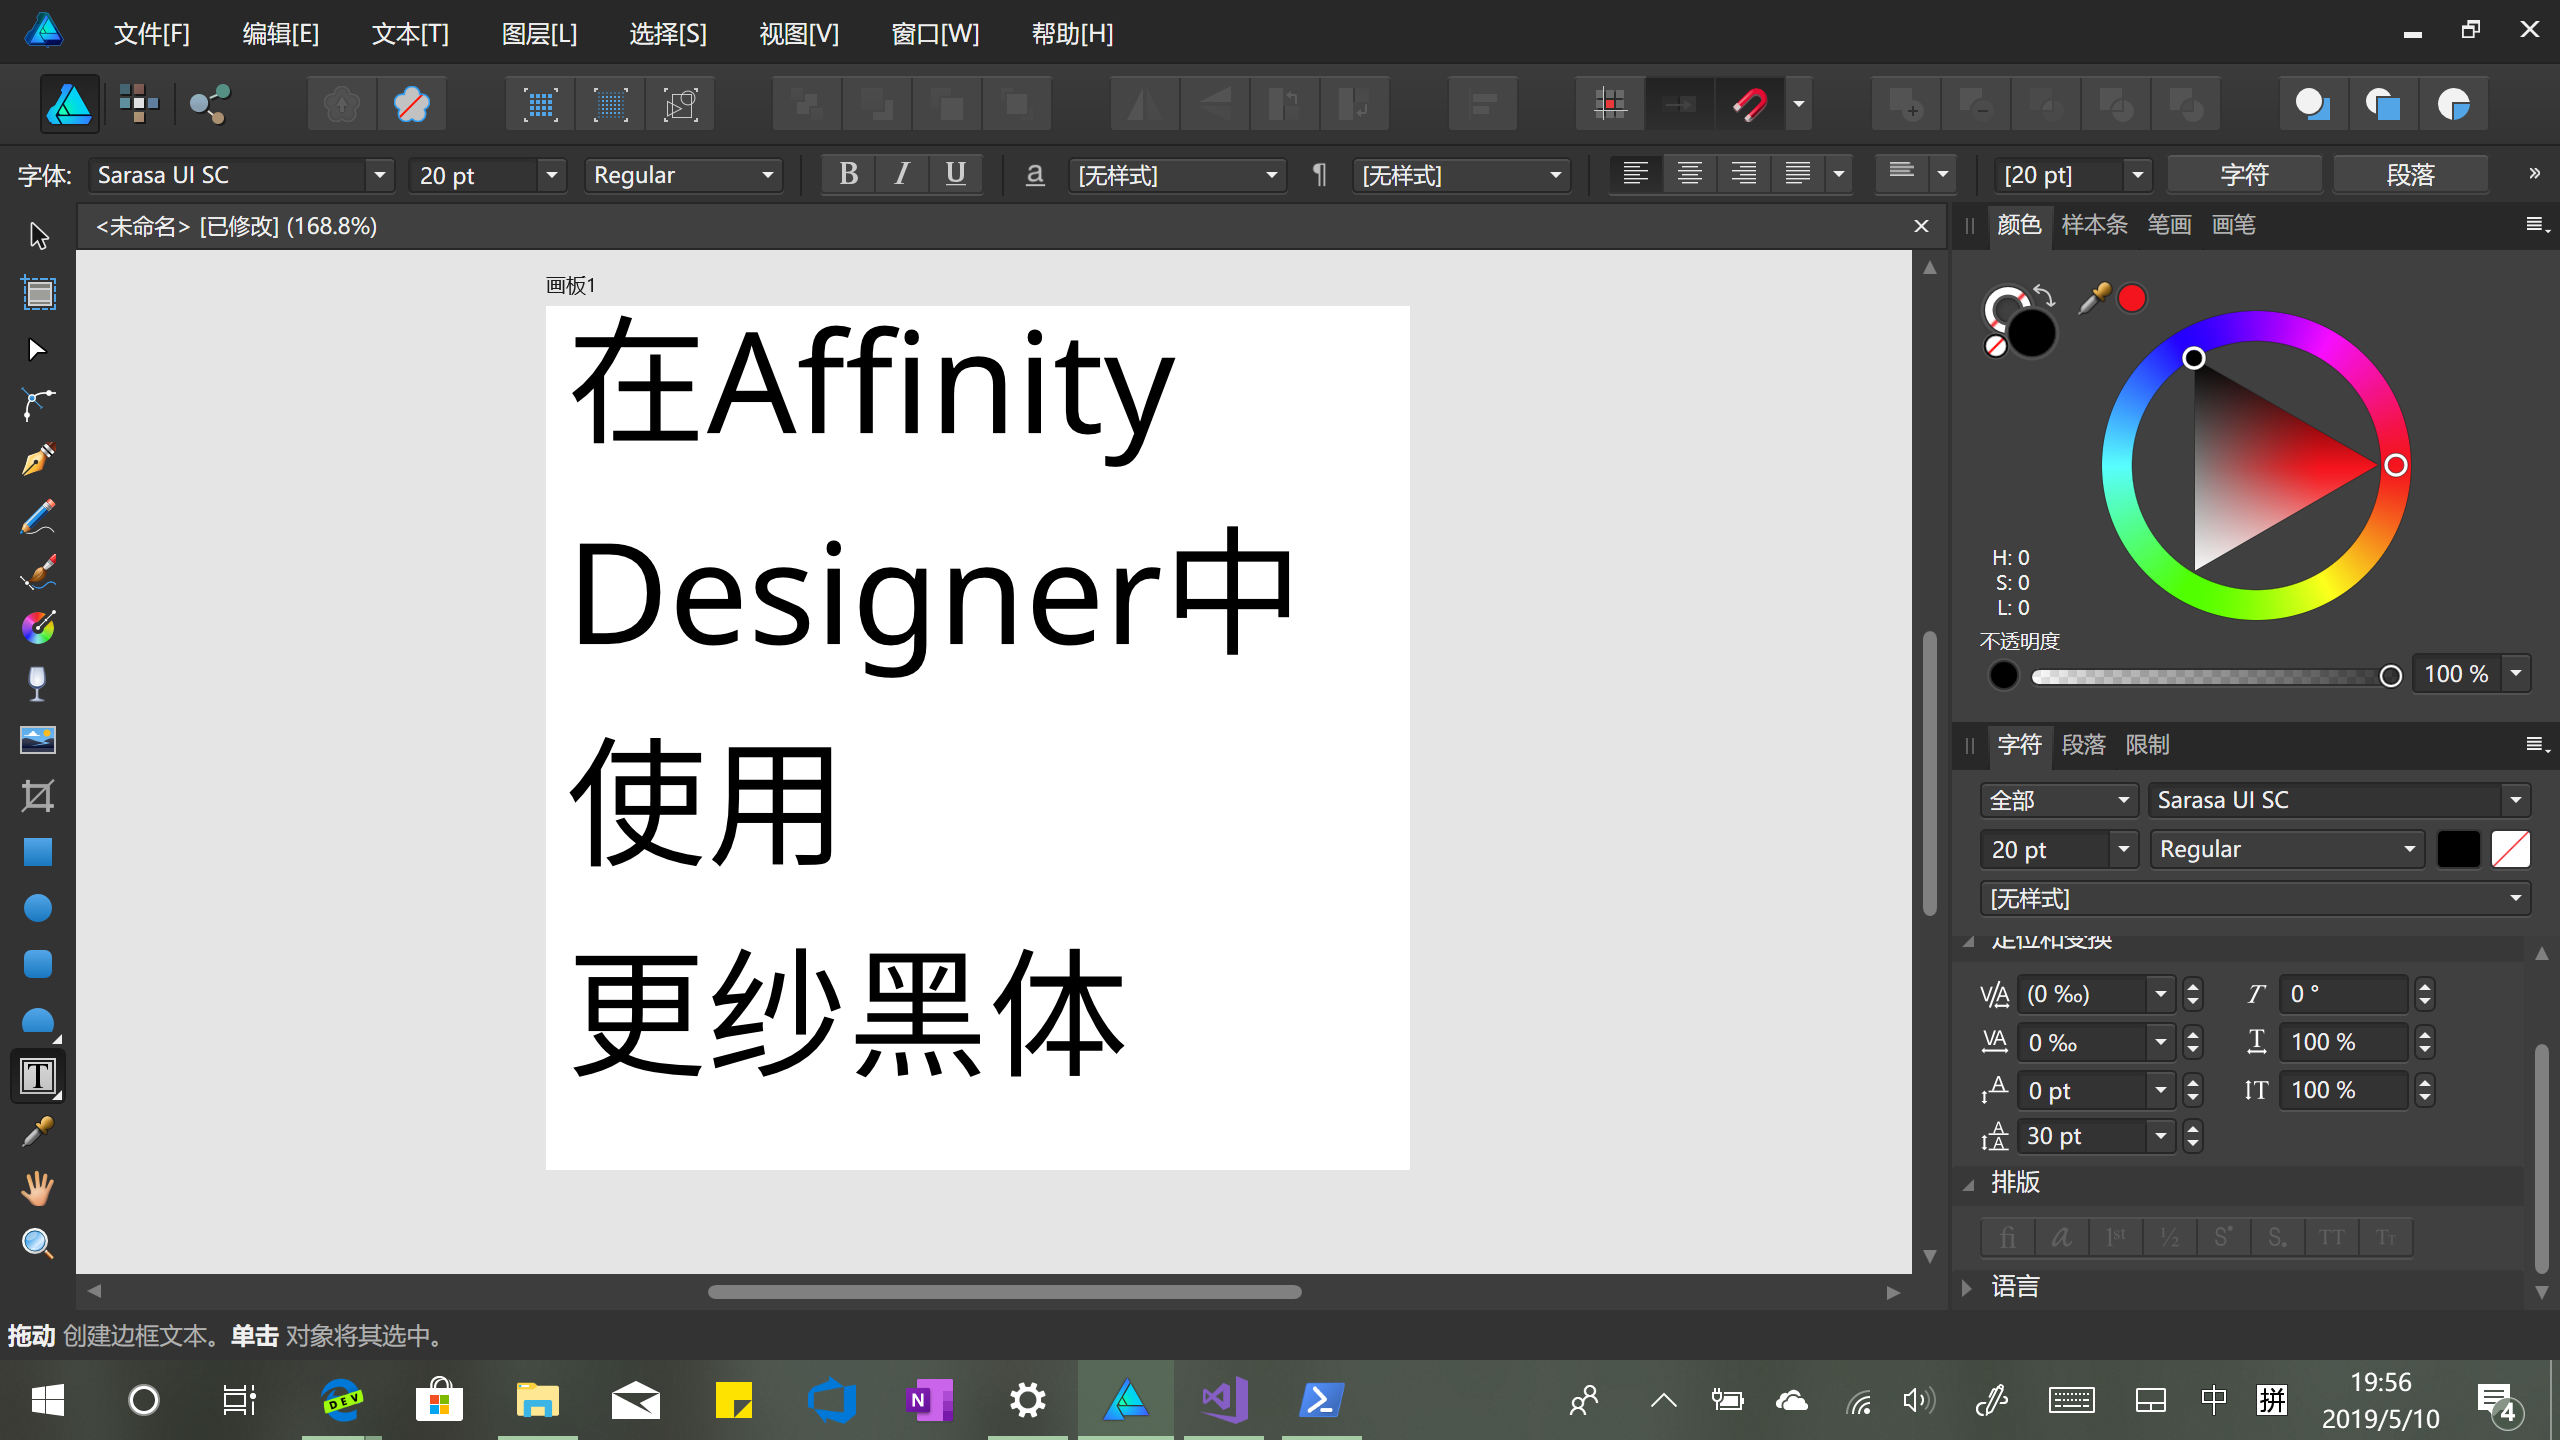 文件[F] 编辑[E] 文本[T] 图层[L] 选择[S] 视图[V] 窗口[W] 帮助[H]
字体: Sarasa UI SC 20 pt Regular B I U a [无样式] ¶ [无样式] [20 pt] 字符 段落 »
<未命名> [已修改] (168.8%)
颜色 样本条 笔画 画笔
画板1
在Affinity
Designer中
使用
更纱黑体
H: 0
S: 0
L: 0
不透明度
100 %
字符 段落 限制
全部 Sarasa UI SC
20 pt Regular
[无样式]
定位和变换
V/A (0 ‰) T 0 °
VA 0 ‰ T 100 %
A 0 pt IT 100 %
A A 30 pt
排版
fi a 1st ½ S S TT TT
语言
拖动 创建边框文本。单击 对象将其选中。
DEV N 中 拼 19:56
2019/5/10 4